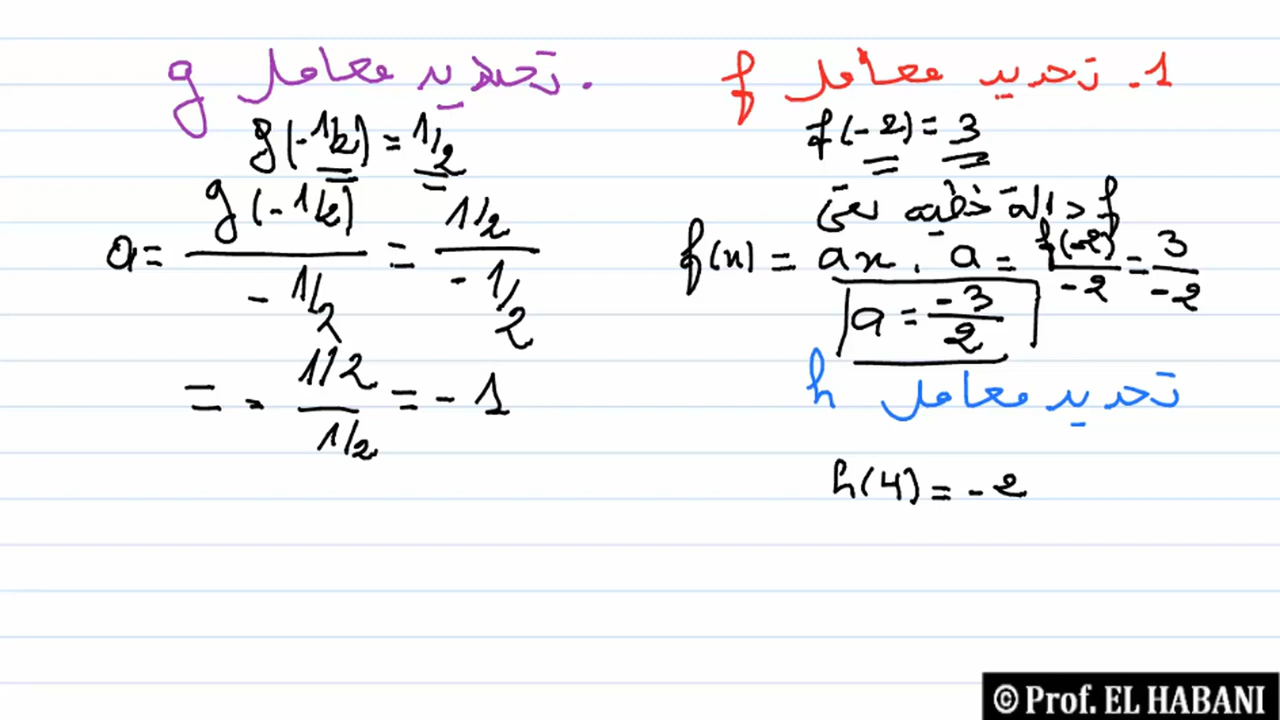 1. تحديد معامل f
f(-2) = 3
f دالة خطية يعني
f(x) = ax . a = f(-2)/-2 = 3/-2
a = -3/2
تحديد معامل h
h(4) = -2
. تحديد معامل g
g(-1/2) = 1/2
a = g(-1/2)/(-1/2) = (1/2)/(-1/2)
= - (1/2)/(1/2) = -1
© Prof. EL HABANI